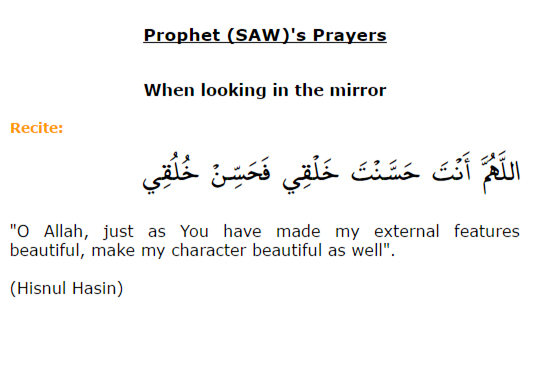 Prophet (SAW)'s Prayers
When looking in the mirror
Recite:
اللَّهُمَّ أَنْتَ حَسَّنْتَ خَلْقِي فَحَسِّنْ خُلُقِي
"O Allah, just as You have made my external features
beautiful, make my character beautiful as well".
(Hisnul Hasin)